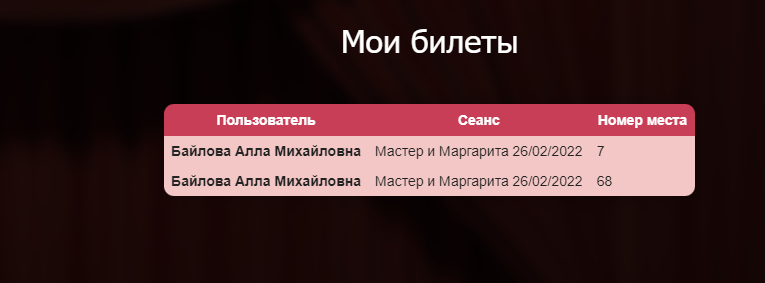 Мои билеты
Пользователь Сеанс Номер места
Байлова Алла Михайловна Мастер и Маргарита 26/02/2022 7
Байлова Алла Михайловна Мастер и Маргарита 26/02/2022 68